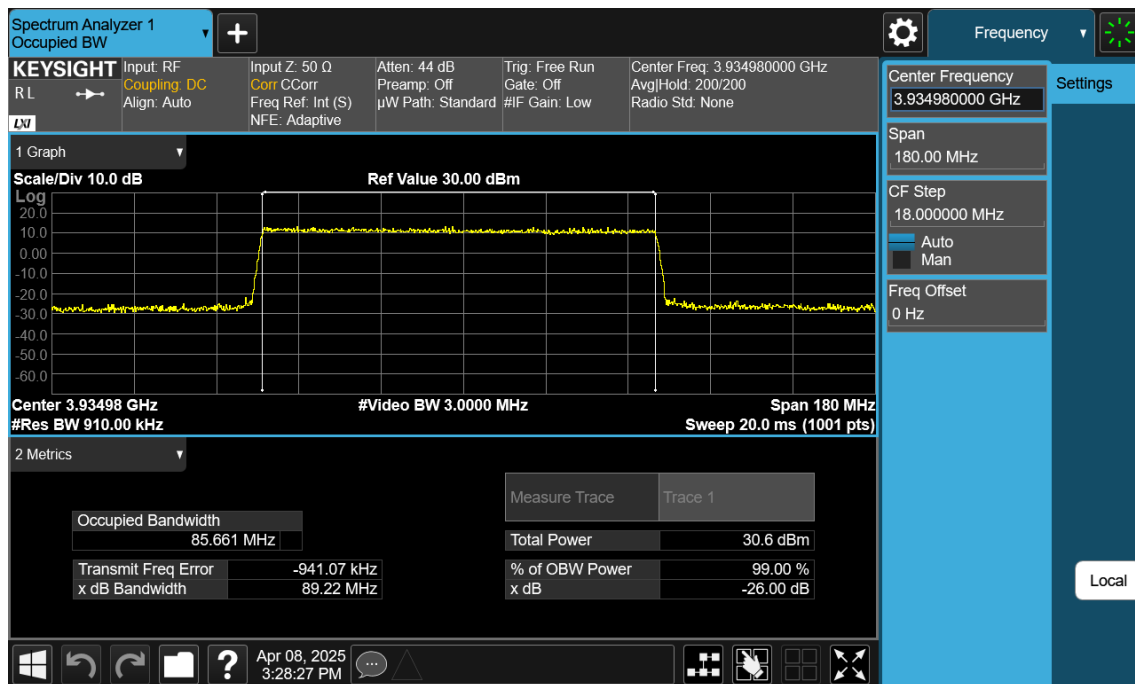 Spectrum Analyzer 1
Occupied BW
Frequency
KEYSIGHT
R L
LXI
Input: RF
Coupling: DC
Align: Auto
Input Z: 50 Ω
Corr CCorr
Freq Ref: Int (S)
NFE: Adaptive
Atten: 44 dB
Preamp: Off
µW Path: Standard
Trig: Free Run
Gate: Off
#IF Gain: Low
Center Freq: 3.934980000 GHz
Avg|Hold: 200/200
Radio Std: None
Center Frequency
3.934980000 GHz
Settings
Span
180.00 MHz
CF Step
18.000000 MHz
Auto
Man
Freq Offset
0 Hz
Local
1 Graph
Scale/Div 10.0 dB
Ref Value 30.00 dBm
Log
20.0
10.0
0.00
-10.0
-20.0
-30.0
-40.0
-50.0
-60.0
Center 3.93498 GHz
#Video BW 3.0000 MHz
Span 180 MHz
#Res BW 910.00 kHz
Sweep 20.0 ms (1001 pts)
2 Metrics
Measure Trace Trace 1
Occupied Bandwidth
85.661 MHz
Total Power 30.6 dBm
Transmit Freq Error -941.07 kHz
% of OBW Power 99.00 %
x dB Bandwidth 89.22 MHz
x dB -26.00 dB
?
Apr 08, 2025
3:28:27 PM